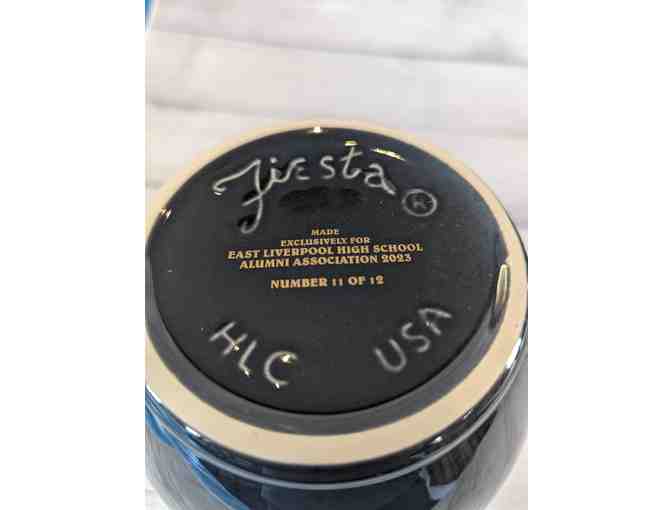 fiesta ®
MADE
EXCLUSIVELY FOR
EAST LIVERPOOL HIGH SCHOOL
ALUMNI ASSOCIATION 2023
NUMBER 11 OF 12
HLC USA